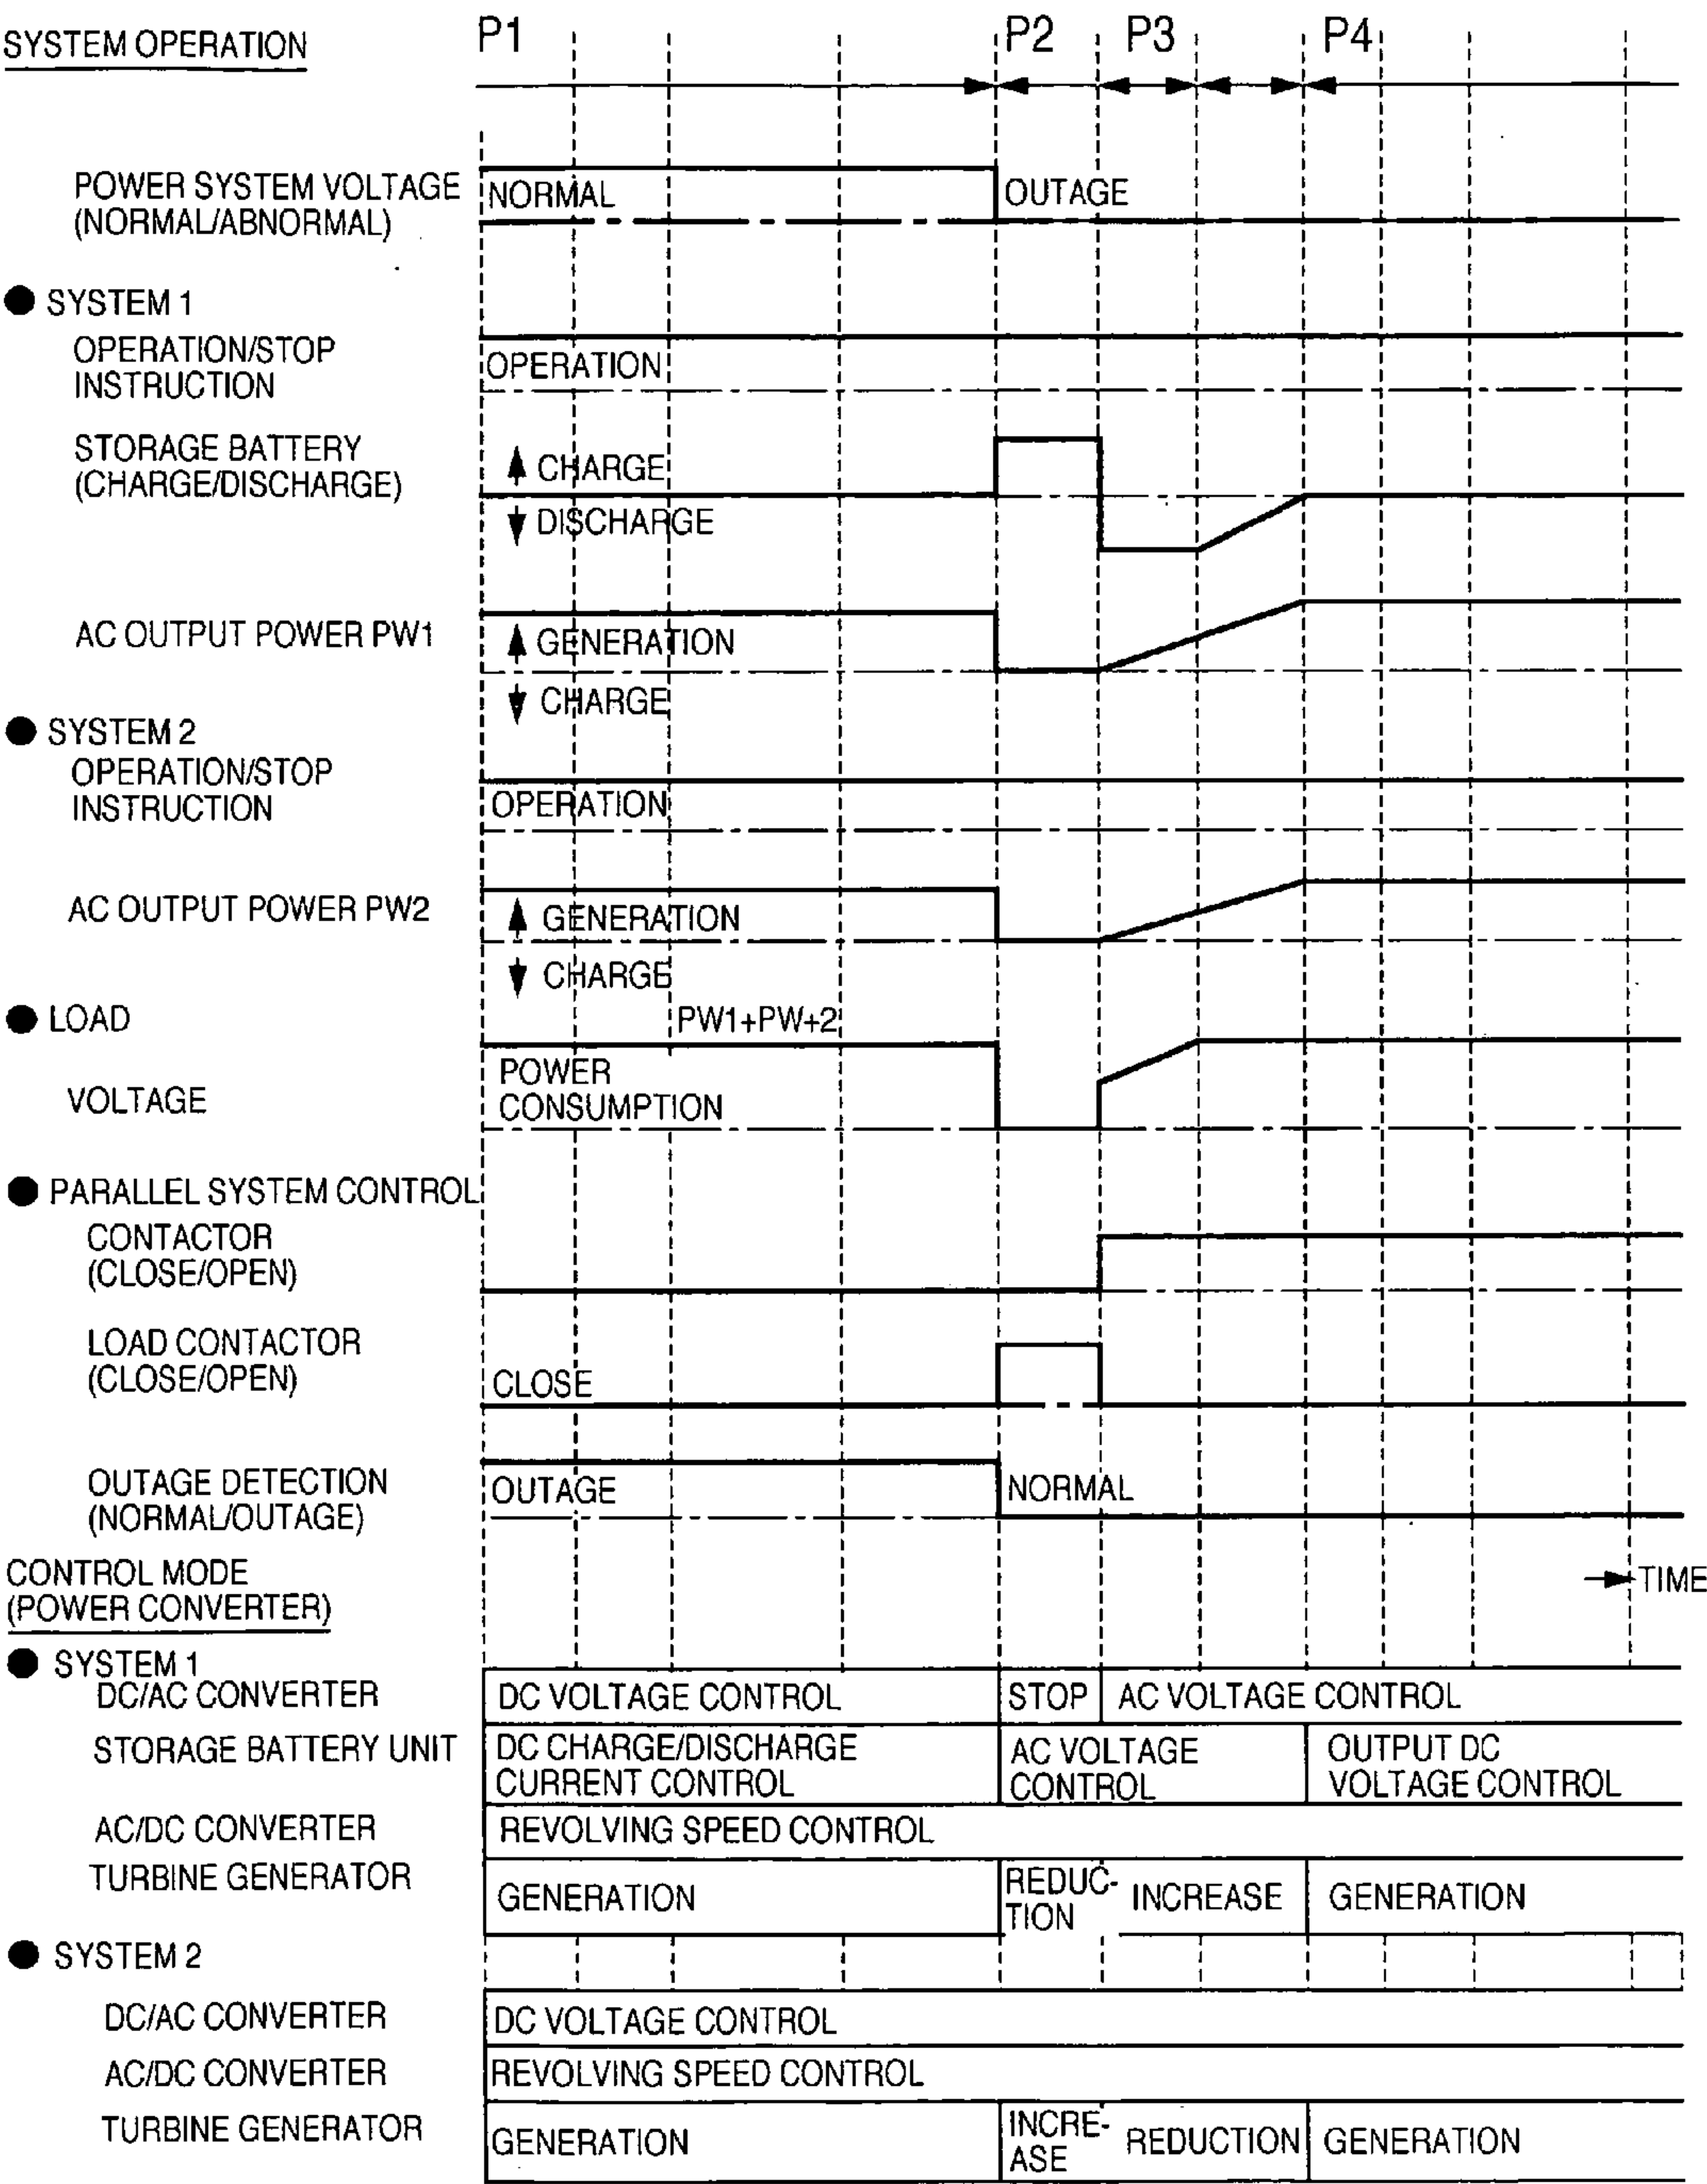 SYSTEM OPERATION
P1
P2
P3
P4
POWER SYSTEM VOLTAGE
(NORMAL/ABNORMAL)
NORMAL
OUTAGE
SYSTEM 1
OPERATION/STOP
INSTRUCTION
OPERATION
STORAGE BATTERY
(CHARGE/DISCHARGE)
CHARGE
DISCHARGE
AC OUTPUT POWER PW1
GENERATION
CHARGE
SYSTEM 2
OPERATION/STOP
INSTRUCTION
OPERATION
AC OUTPUT POWER PW2
GENERATION
CHARGE
LOAD
PW1+PW+2
VOLTAGE
POWER
CONSUMPTION
PARALLEL SYSTEM CONTROL
CONTACTOR
(CLOSE/OPEN)
LOAD CONTACTOR
(CLOSE/OPEN)
CLOSE
OUTAGE DETECTION
(NORMAL/OUTAGE)
OUTAGE
NORMAL
CONTROL MODE
(POWER CONVERTER)
TIME
SYSTEM 1
DC/AC CONVERTER
DC VOLTAGE CONTROL
STOP
AC VOLTAGE CONTROL
STORAGE BATTERY UNIT
DC CHARGE/DISCHARGE
CURRENT CONTROL
AC VOLTAGE
CONTROL
OUTPUT DC
VOLTAGE CONTROL
AC/DC CONVERTER
REVOLVING SPEED CONTROL
TURBINE GENERATOR
GENERATION
REDUC-
TION
INCREASE
GENERATION
SYSTEM 2
DC/AC CONVERTER
DC VOLTAGE CONTROL
AC/DC CONVERTER
REVOLVING SPEED CONTROL
TURBINE GENERATOR
GENERATION
INCRE-
ASE
REDUCTION
GENERATION